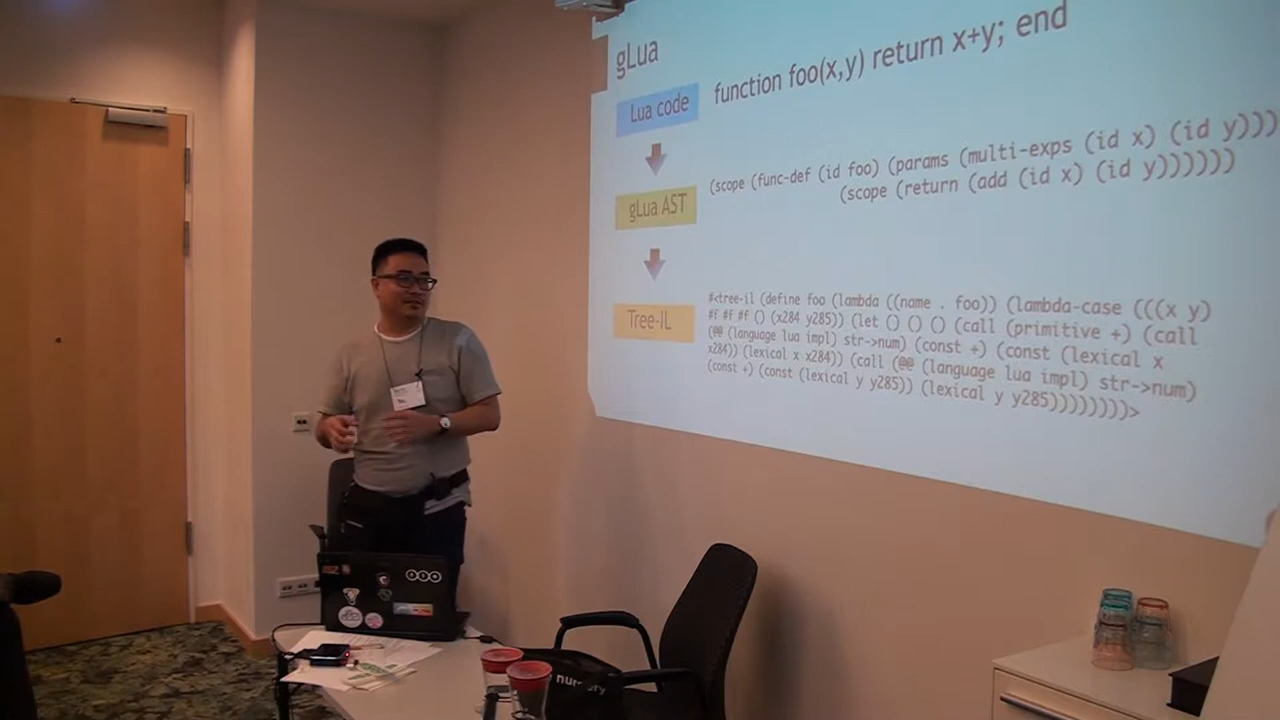 gLua
function foo(x,y) return x+y; end
Lua code
(scope (func-def (id foo) (params (multi-exps (id x) (id y)))
(scope (return (add (id x) (id y))))))
gLua AST
#<tree-il (define foo (lambda ((name . foo)) (lambda-case (((x y)
#f #f #f () (x284 y285)) (let () () () (call (primitive +) (call
(@@ (language lua impl) str->num) (const +) (const (lexical x
x284)) (lexical x x284)) (call (@@ (language lua impl) str->num)
(const +) (const (lexical y y285)) (lexical y y285))))))))>
Tree-IL